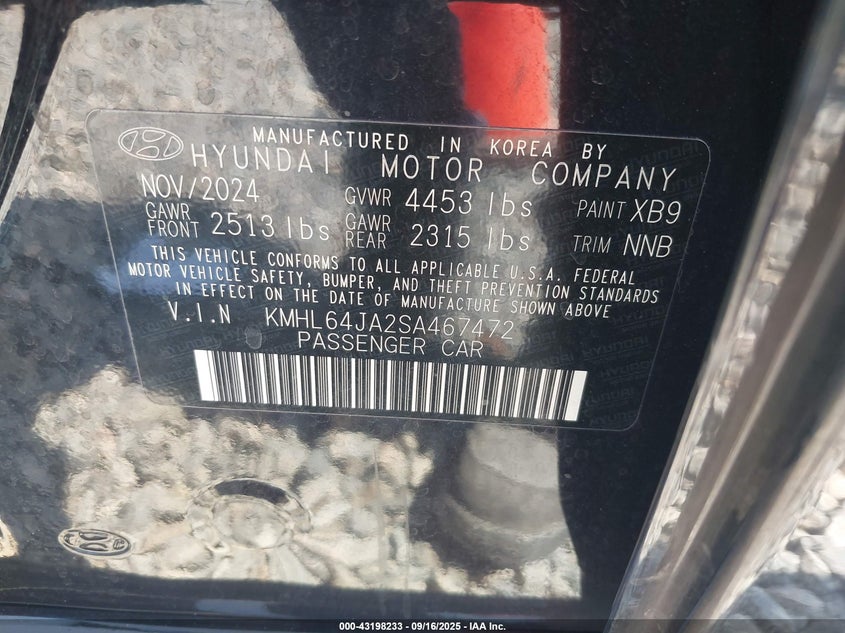 MANUFACTURED IN KOREA BY
HYUNDAI MOTOR COMPANY
NOV/2024 GVWR 4453 lbs PAINT XB9
GAWR FRONT 2513 lbs GAWR REAR 2315 lbs TRIM NNB
THIS VEHICLE CONFORMS TO ALL APPLICABLE U.S.A. FEDERAL
MOTOR VEHICLE SAFETY, BUMPER, AND THEFT PREVENTION STANDARDS
IN EFFECT ON THE DATE OF MANUFACTURE SHOWN ABOVE
V.I.N KMHL64JA2SA467472
PASSENGER CAR
000-43198233 - 09/16/2025 - IAA Inc.